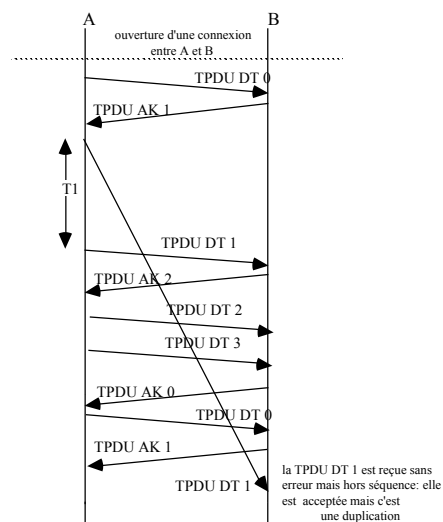 A
B
ouverture d'une connexion
entre A et B
TPDU DT 0
TPDU AK 1
T1
TPDU DT 1
TPDU AK 2
TPDU DT 2
TPDU DT 3
TPDU AK 0
TPDU DT 0
TPDU AK 1
TPDU DT 1
la TPDU DT 1 est reçue sans
erreur mais hors séquence: elle
est acceptée mais c'est
une duplication